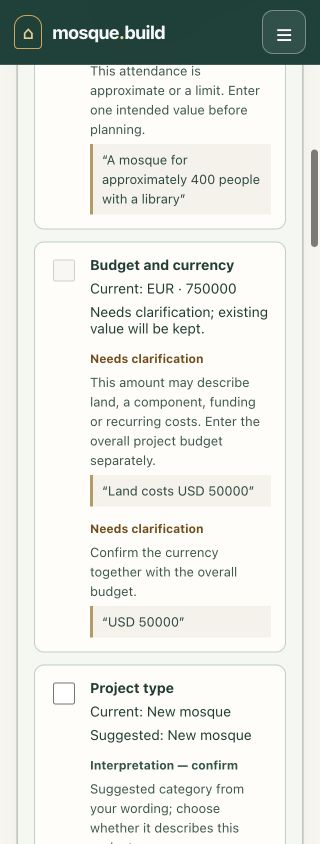 mosque.build
This attendance is
approximate or a limit. Enter
one intended value before
planning.
“A mosque for
approximately 400 people
with a library”
Budget and currency
Current: EUR · 750000
Needs clarification; existing
value will be kept.
Needs clarification
This amount may describe
land, a component, funding
or recurring costs. Enter the
overall project budget
separately.
“Land costs USD 50000”
Needs clarification
Confirm the currency
together with the overall
budget.
“USD 50000”
Project type
Current: New mosque
Suggested: New mosque
Interpretation — confirm
Suggested category from
your wording; choose
whether it describes this